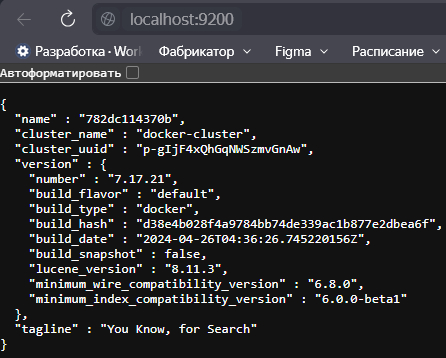 localhost:9200
Разработка · Worl Фабрикатор Figma Расписание
Автоформатировать
{
  "name" : "782dc114370b",
  "cluster_name" : "docker-cluster",
  "cluster_uuid" : "p-gIjF4xQhGqNWSzmvGnAw",
  "version" : {
    "number" : "7.17.21",
    "build_flavor" : "default",
    "build_type" : "docker",
    "build_hash" : "d38e4b028f4a9784bb74de339ac1b877e2dbea6f",
    "build_date" : "2024-04-26T04:36:26.745220156Z",
    "build_snapshot" : false,
    "lucene_version" : "8.11.3",
    "minimum_wire_compatibility_version" : "6.8.0",
    "minimum_index_compatibility_version" : "6.0.0-beta1"
  },
  "tagline" : "You Know, for Search"
}